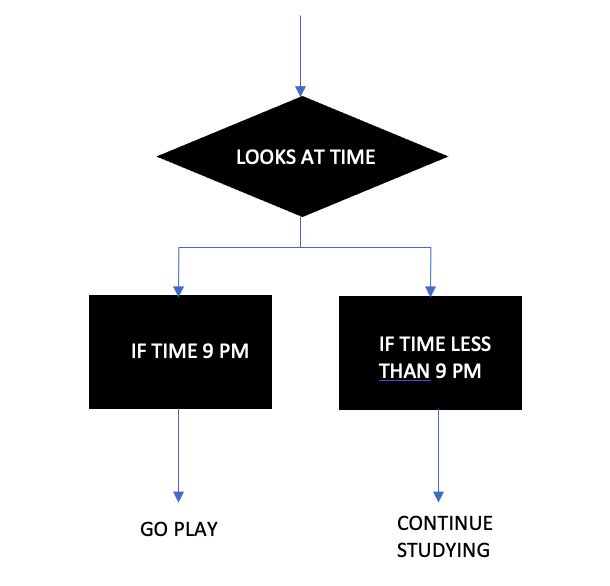 LOOKS AT TIME
IF TIME 9 PM
IF TIME LESS
THAN 9 PM
GO PLAY
CONTINUE
STUDYING